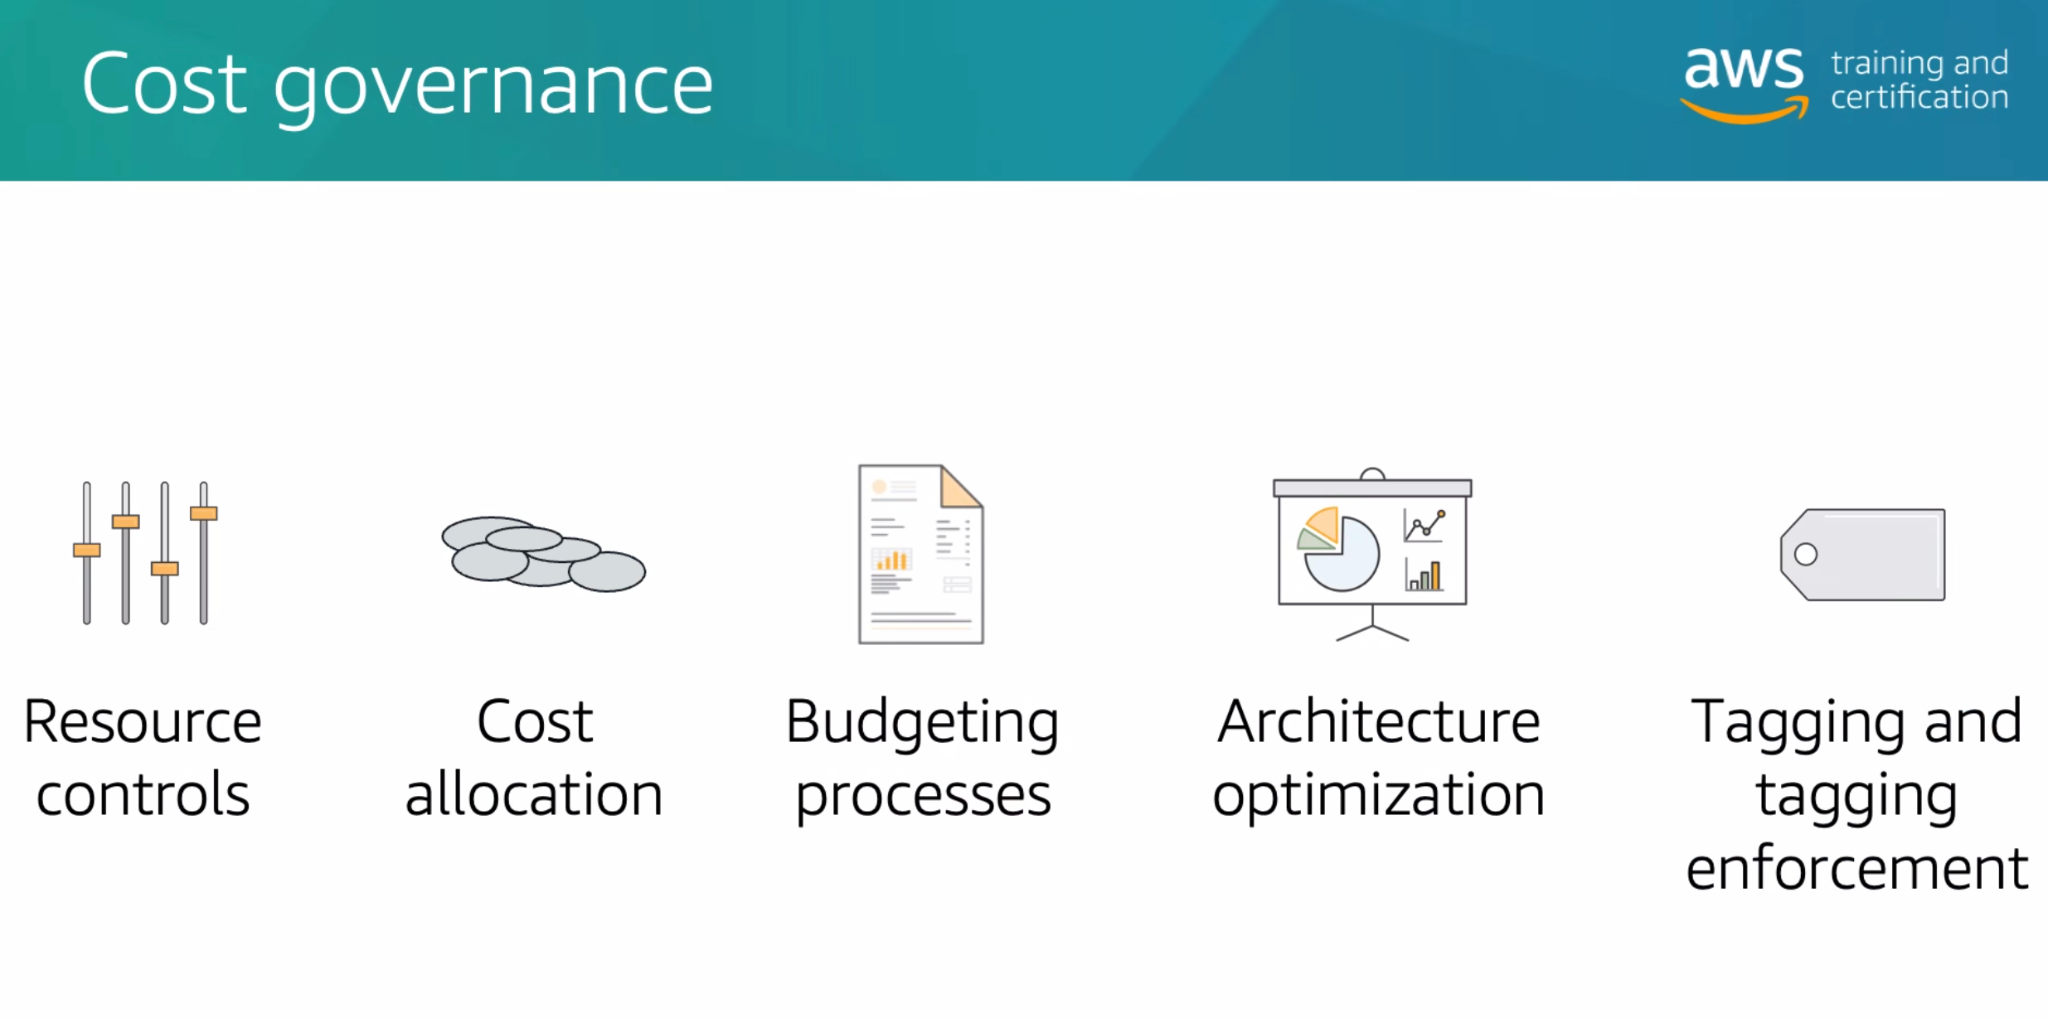 Cost governance
aws
training and
certification
Resource
controls
Cost
allocation
Budgeting
processes
Architecture
optimization
Tagging and
tagging
enforcement